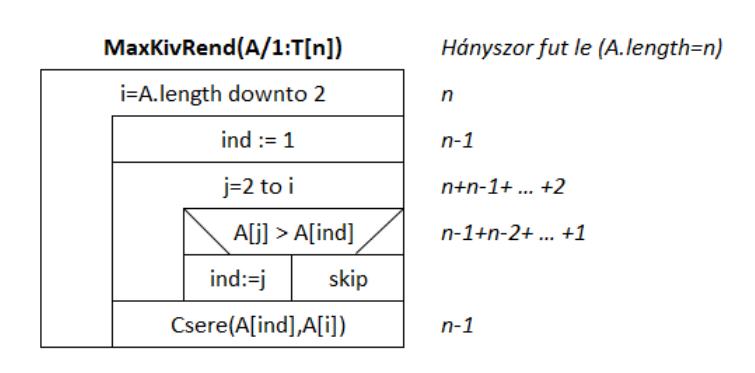 MaxKivRend(A/1:T[n]) Hányszor fut le (A.length=n)
i=A.length downto 2 n
ind := 1 n-1
j=2 to i n+n-1+ ... +2
A[j] > A[ind] n-1+n-2+ ... +1
ind:=j skip
Csere(A[ind],A[i]) n-1